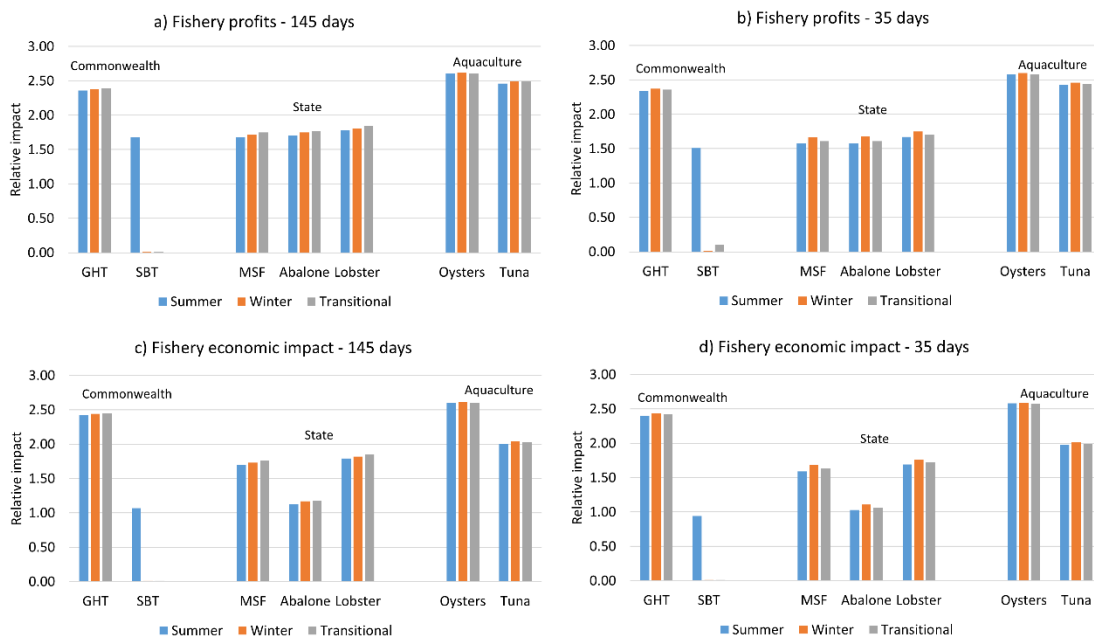 a) Fishery profits - 145 days
3.00
2.50
2.00
1.50
1.00
0.50
0.00
Relative impact
Commonwealth
State
Aquaculture
GHT SBT MSF Abalone Lobster Oysters Tuna
Summer Winter Transitional
b) Fishery profits - 35 days
3.00
2.50
2.00
1.50
1.00
0.50
0.00
Relative impact
Commonwealth
State
Aquaculture
GHT SBT MSF Abalone Lobster Oysters Tuna
Summer Winter Transitional
c) Fishery economic impact - 145 days
3.00
2.50
2.00
1.50
1.00
0.50
0.00
Relative impact
Commonwealth
State
Aquaculture
GHT SBT MSF Abalone Lobster Oysters Tuna
Summer Winter Transitional
d) Fishery economic impact - 35 days
3.00
2.50
2.00
1.50
1.00
0.50
0.00
Relative impact
Commonwealth
State
Aquaculture
GHT SBT MSF Abalone Lobster Oysters Tuna
Summer Winter Transitional